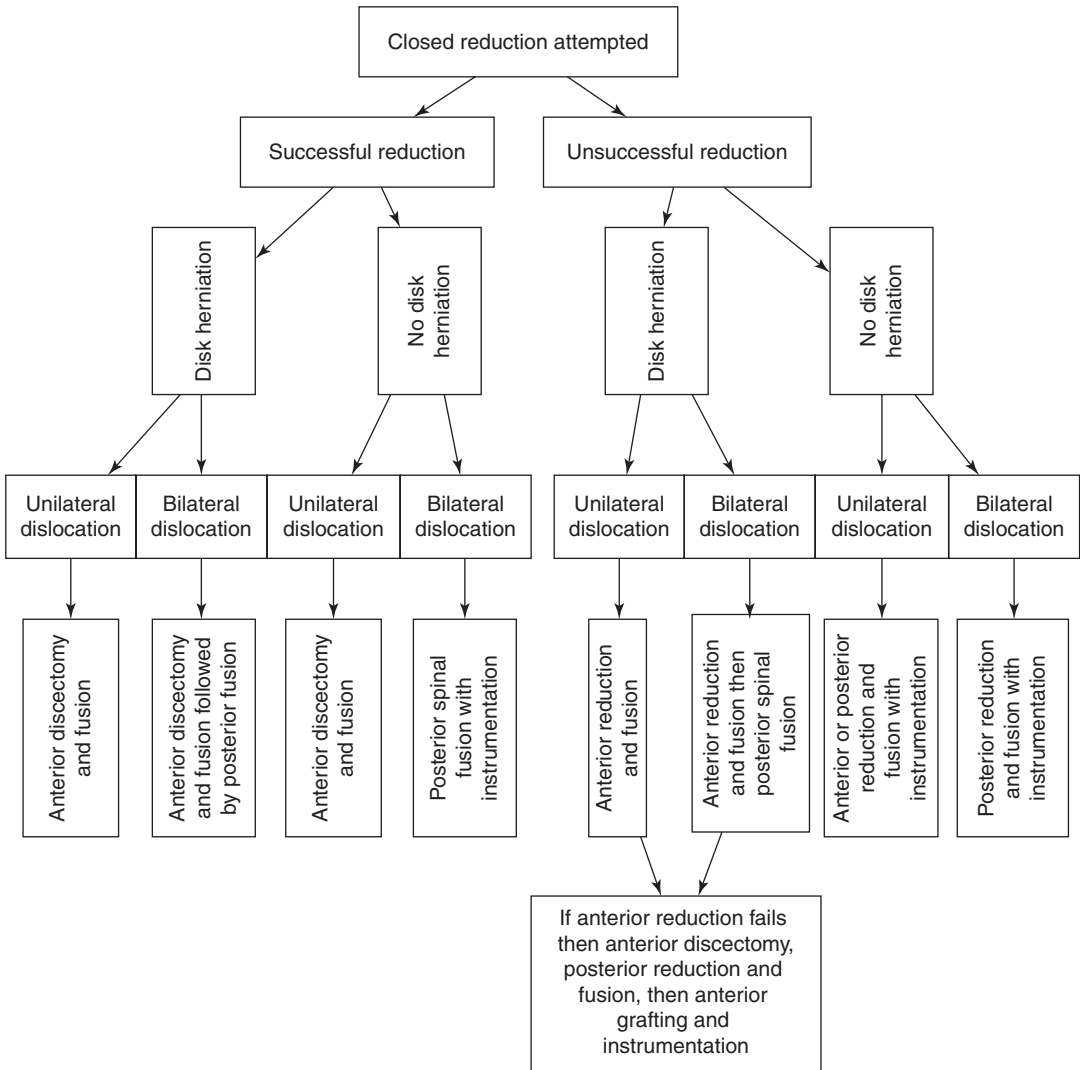 Closed reduction attempted
Successful reduction
Unsuccessful reduction
Disk herniation
No disk
herniation
Disk herniation
No disk
herniation
Unilateral
dislocation
Bilateral
dislocation
Unilateral
dislocation
Bilateral
dislocation
Unilateral
dislocation
Bilateral
dislocation
Unilateral
dislocation
Bilateral
dislocation
Anterior discectomy
and fusion
Anterior discectomy
and fusion followed
by posterior fusion
Anterior discectomy
and fusion
Posterior spinal
fusion with
instrumentation
Anterior reduction
and fusion
Anterior reduction
and fusion then
posterior spinal
fusion
Anterior or posterior
reduction and
fusion with
instrumentation
Posterior reduction
and fusion with
instrumentation
If anterior reduction fails
then anterior discectomy,
posterior reduction and
fusion, then anterior
grafting and
instrumentation